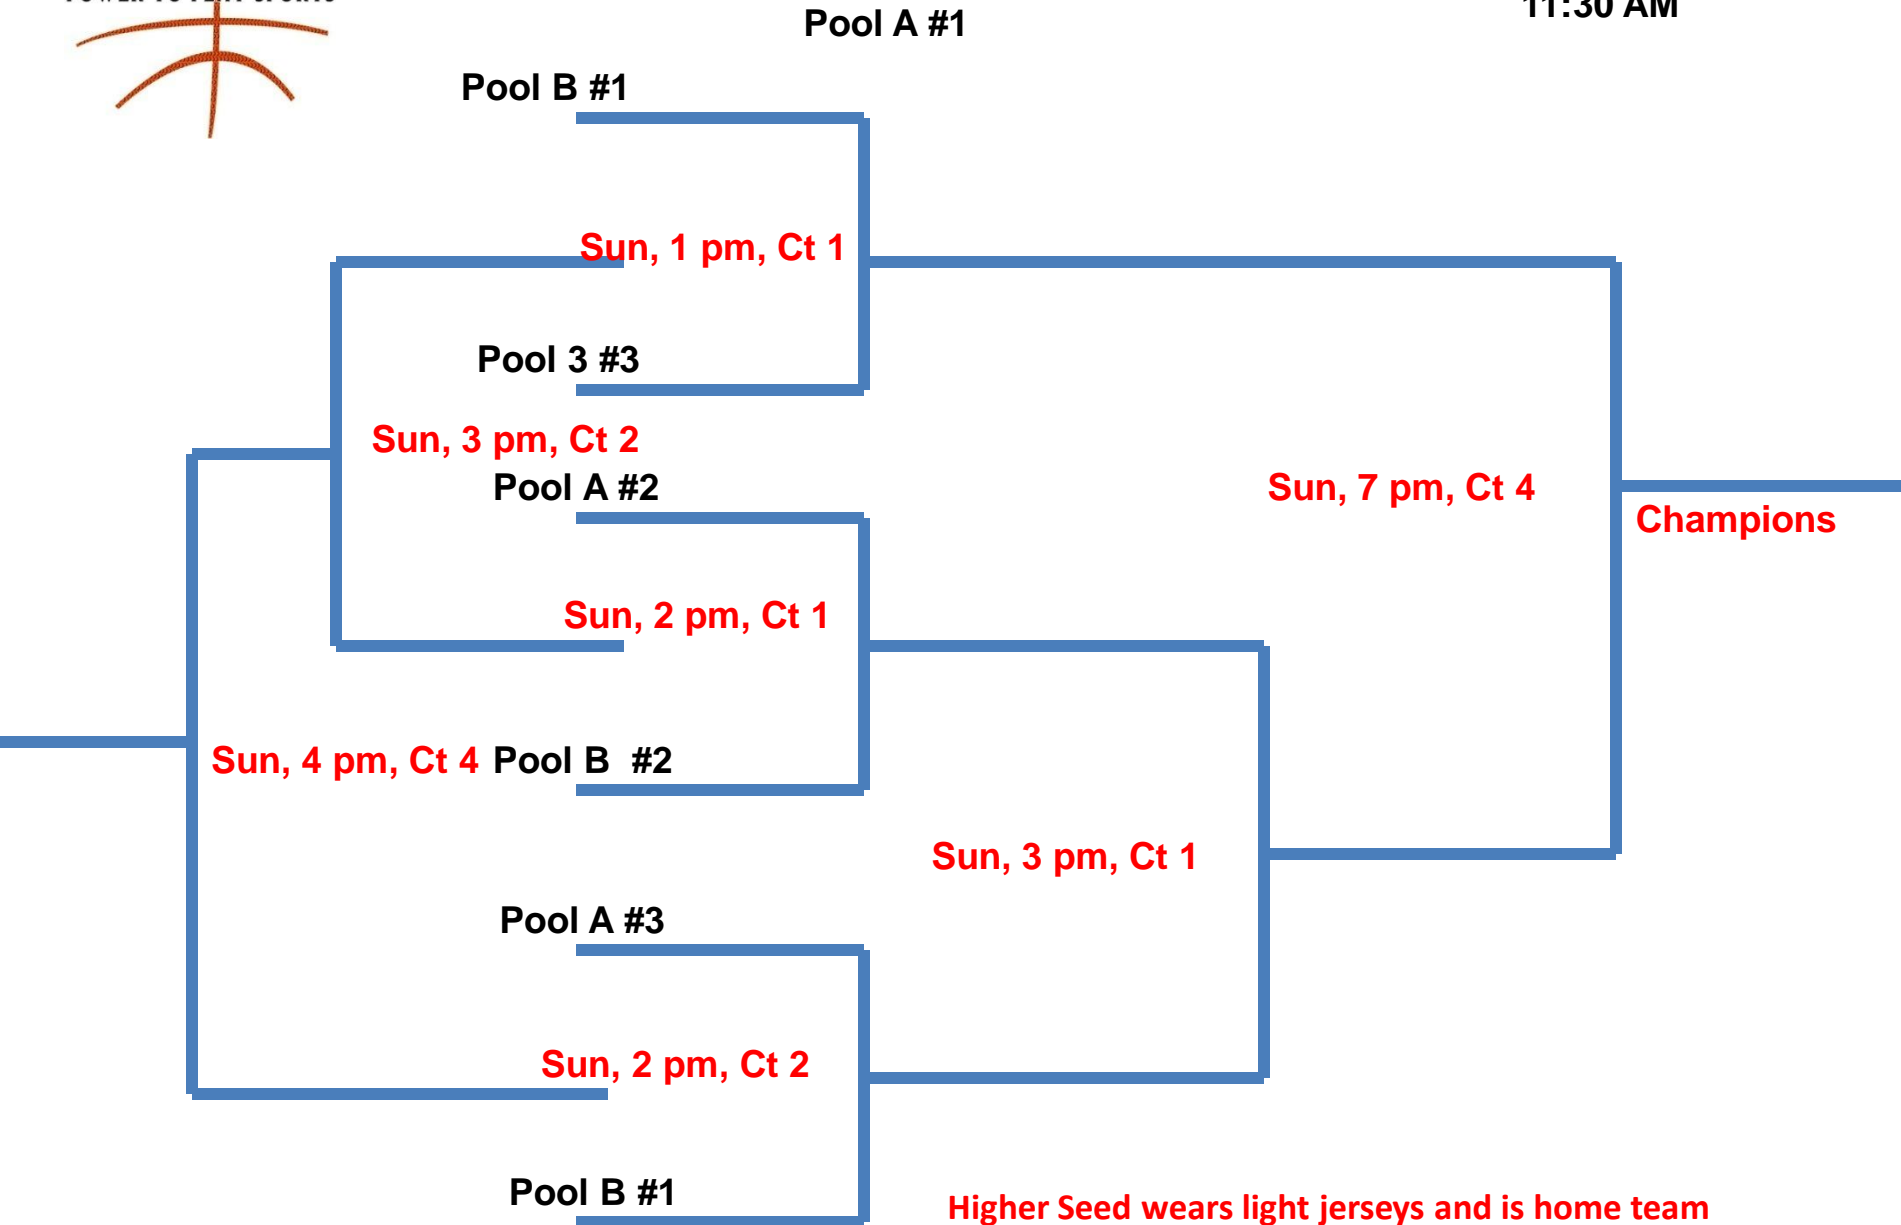 11:30 AM
Pool A #1
Pool B #1
Sun, 1 pm, Ct 1
Pool 3 #3
Sun, 3 pm, Ct 2
Pool A #2
Sun, 7 pm, Ct 4
Champions
Sun, 2 pm, Ct 1
Sun, 4 pm, Ct 4
Pool B #2
Sun, 3 pm, Ct 1
Pool A #3
Sun, 2 pm, Ct 2
Pool B #1
Higher Seed wears light jerseys and is home team